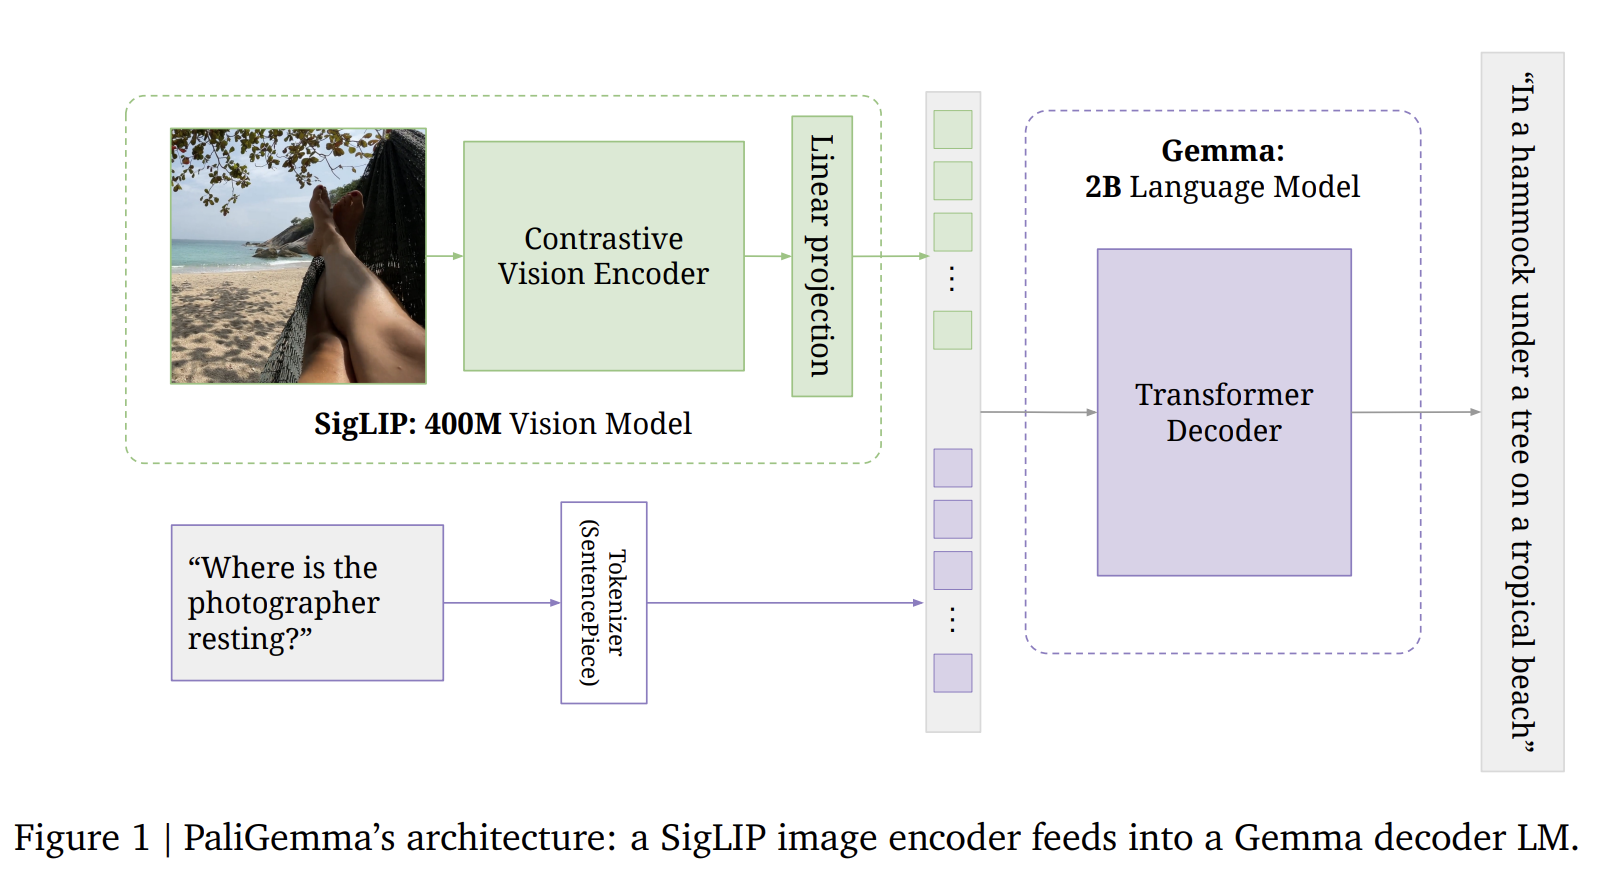 Contrastive
Vision Encoder
Linear projection
SigLIP: 400M Vision Model
“Where is the
photographer
resting?”
Tokenizer
(SentencePiece)
⋮
⋮
Gemma:
2B Language Model
Transformer
Decoder
“In a hammock under a tree on a tropical beach”
Figure 1 | PaliGemma’s architecture: a SigLIP image encoder feeds into a Gemma decoder LM.